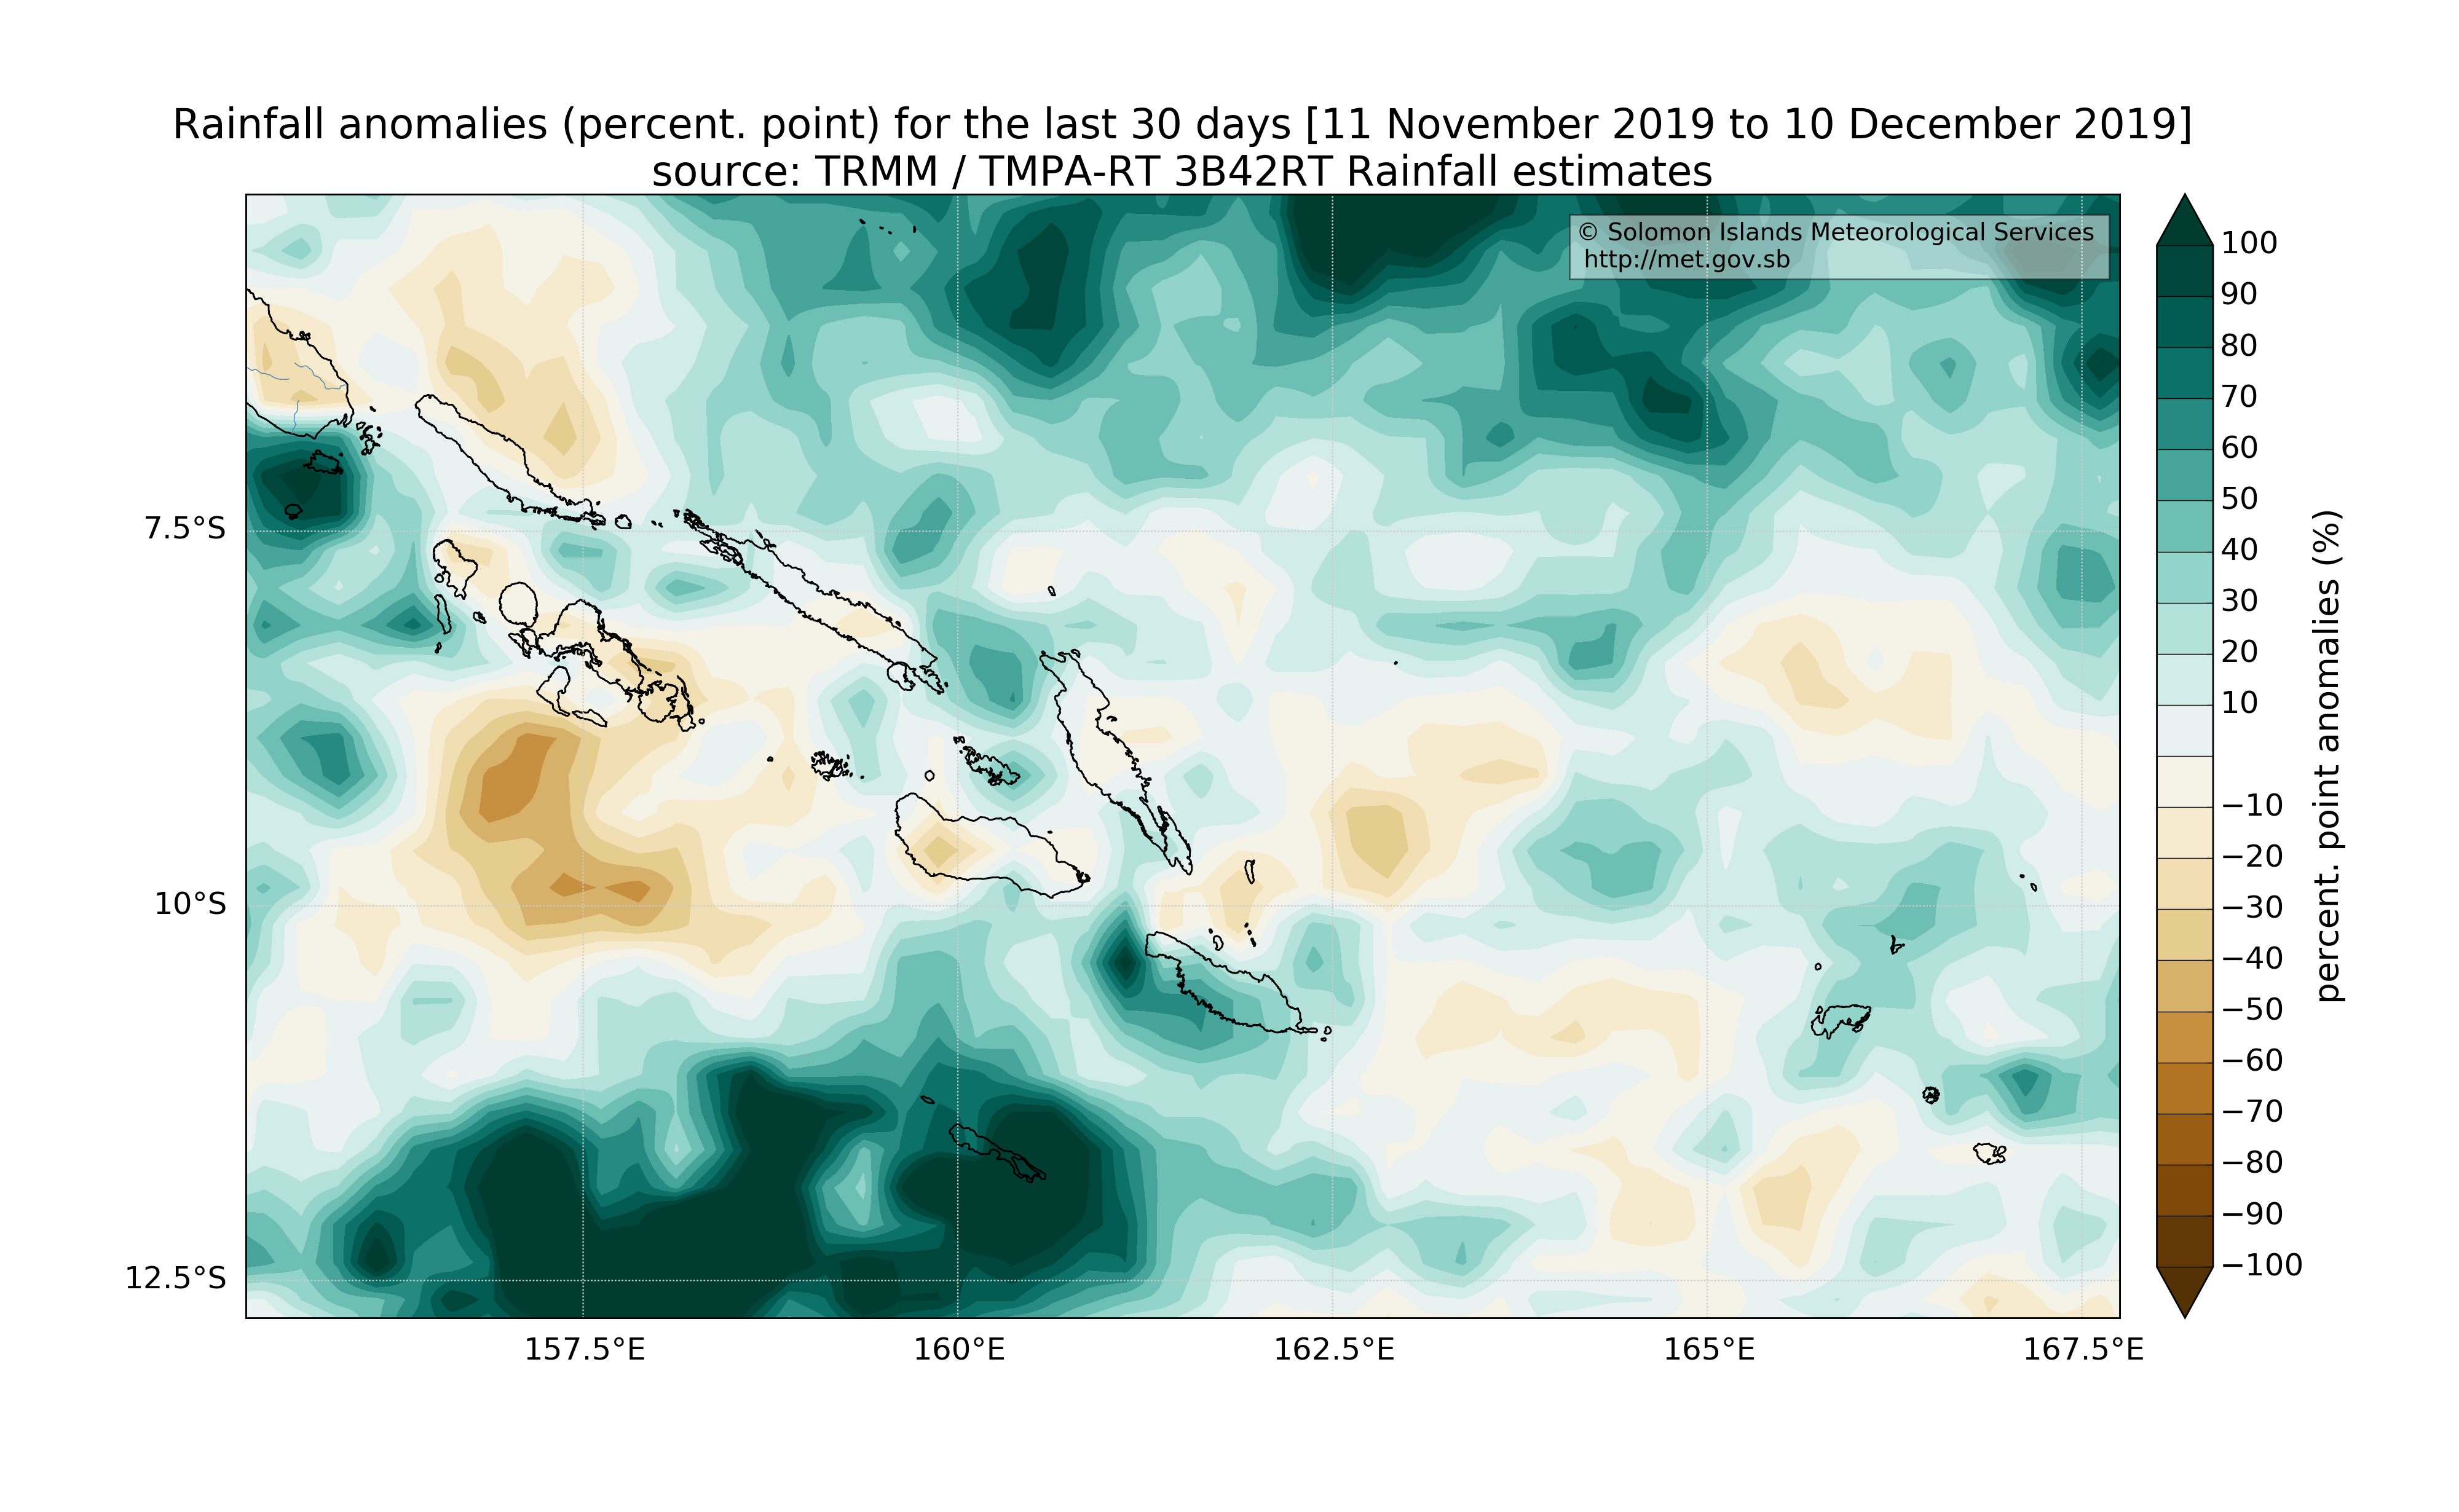 Rainfall anomalies (percent. point) for the last 30 days [11 November 2019 to 10 December 2019]
source: TRMM / TMPA-RT 3B42RT Rainfall estimates
© Solomon Islands Meteorological Services
http://met.gov.sb
7.5°S
10°S
12.5°S
157.5°E
160°E
162.5°E
165°E
167.5°E
100
90
80
70
60
50
40
30
20
10
−10
−20
−30
−40
−50
−60
−70
−80
−90
−100
percent. point anomalies (%)